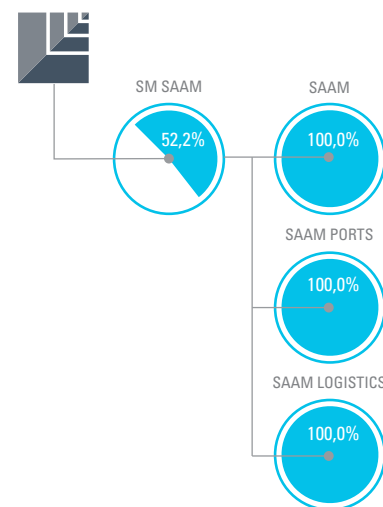 SM SAAM
SAAM
52,2%
100,0%
SAAM PORTS
100,0%
SAAM LOGISTICS
100,0%